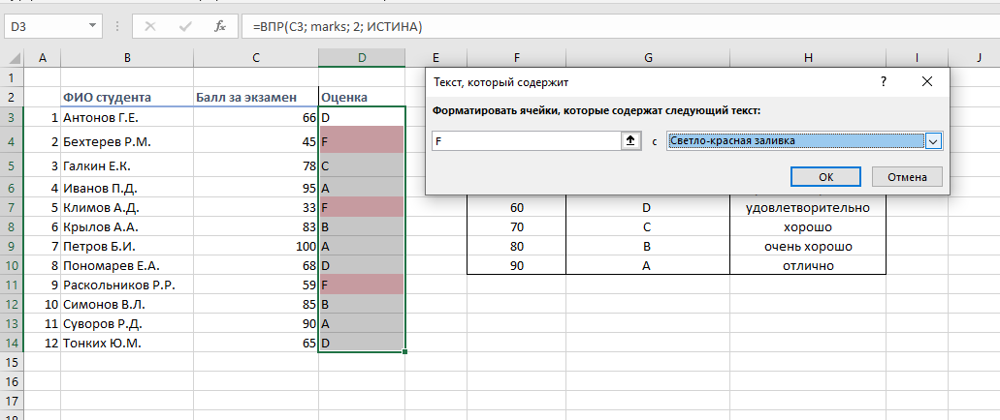 D3 fx =ВПР(C3; marks; 2; ИСТИНА)
A B C D E F G H I J
Текст, который содержит ? ×
1
2 ФИО студента Балл за экзамен Оценка
Форматировать ячейки, которые содержат следующий текст:
3 1 Антонов Г.Е. 66 D
4 2 Бехтерев Р.М. 45 F
F с Светло-красная заливка
5 3 Галкин Е.К. 78 C
ОК Отмена
6 4 Иванов П.Д. 95 A
7 5 Климов А.Д. 33 F 60 D удовлетворительно
8 6 Крылов А.А. 83 B 70 C хорошо
9 7 Петров Б.И. 100 A 80 B очень хорошо
10 8 Пономарев Е.А. 68 D 90 A отлично
11 9 Раскольников Р.Р. 59 F
12 10 Симонов В.Л. 85 B
13 11 Суворов Р.Д. 90 A
14 12 Тонких Ю.М. 65 D
15
16
17
18